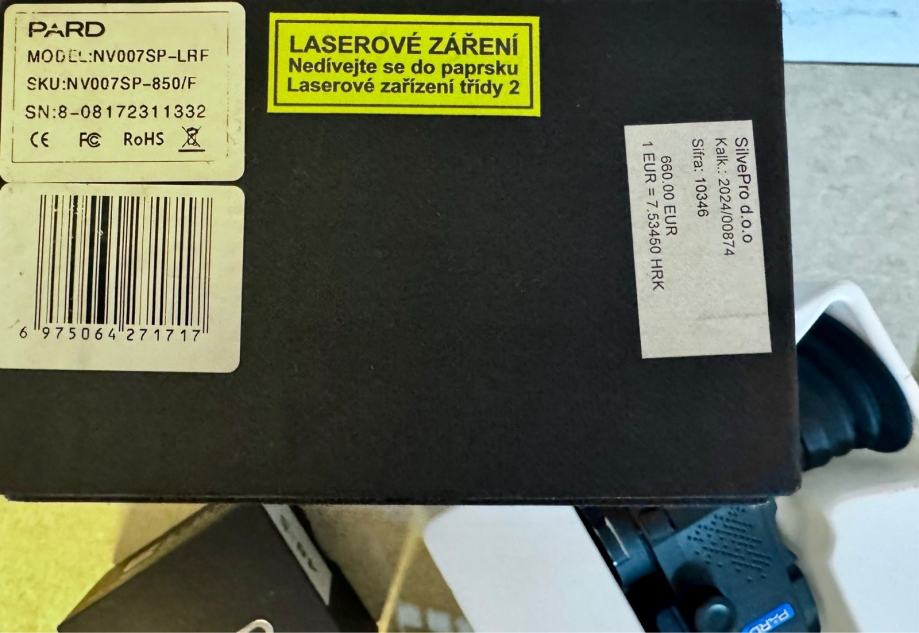 PARD
MODEL:NV007SP-LRF
SKU:NV007SP-850/F
SN:8-08172311332
CE FC RoHS
6 975064 271717
LASEROVÉ ZÁŘENÍ
Nedívejte se do paprsku
Laserové zařízení třídy 2
SilvePro d.o.o
Kalk.: 2024/00874
Sifra: 10346
660.00 EUR
1 EUR = 7.53450 HRK
PARD